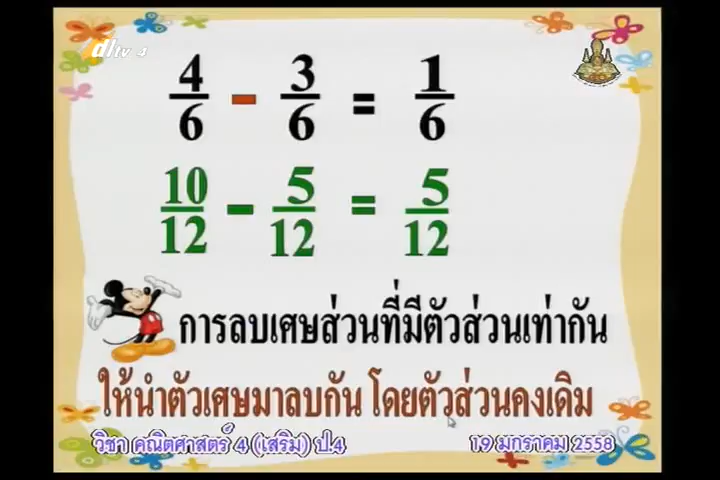 dltv 4
4/6 - 3/6 = 1/6
10/12 - 5/12 = 5/12
การลบเศษส่วนที่มีตัวส่วนเท่ากัน
ให้นำตัวเศษมาลบกัน โดยตัวส่วนคงเดิม
วิชา คณิตศาสตร์ 4 (เสริม) ป.4 19 มกราคม 2558